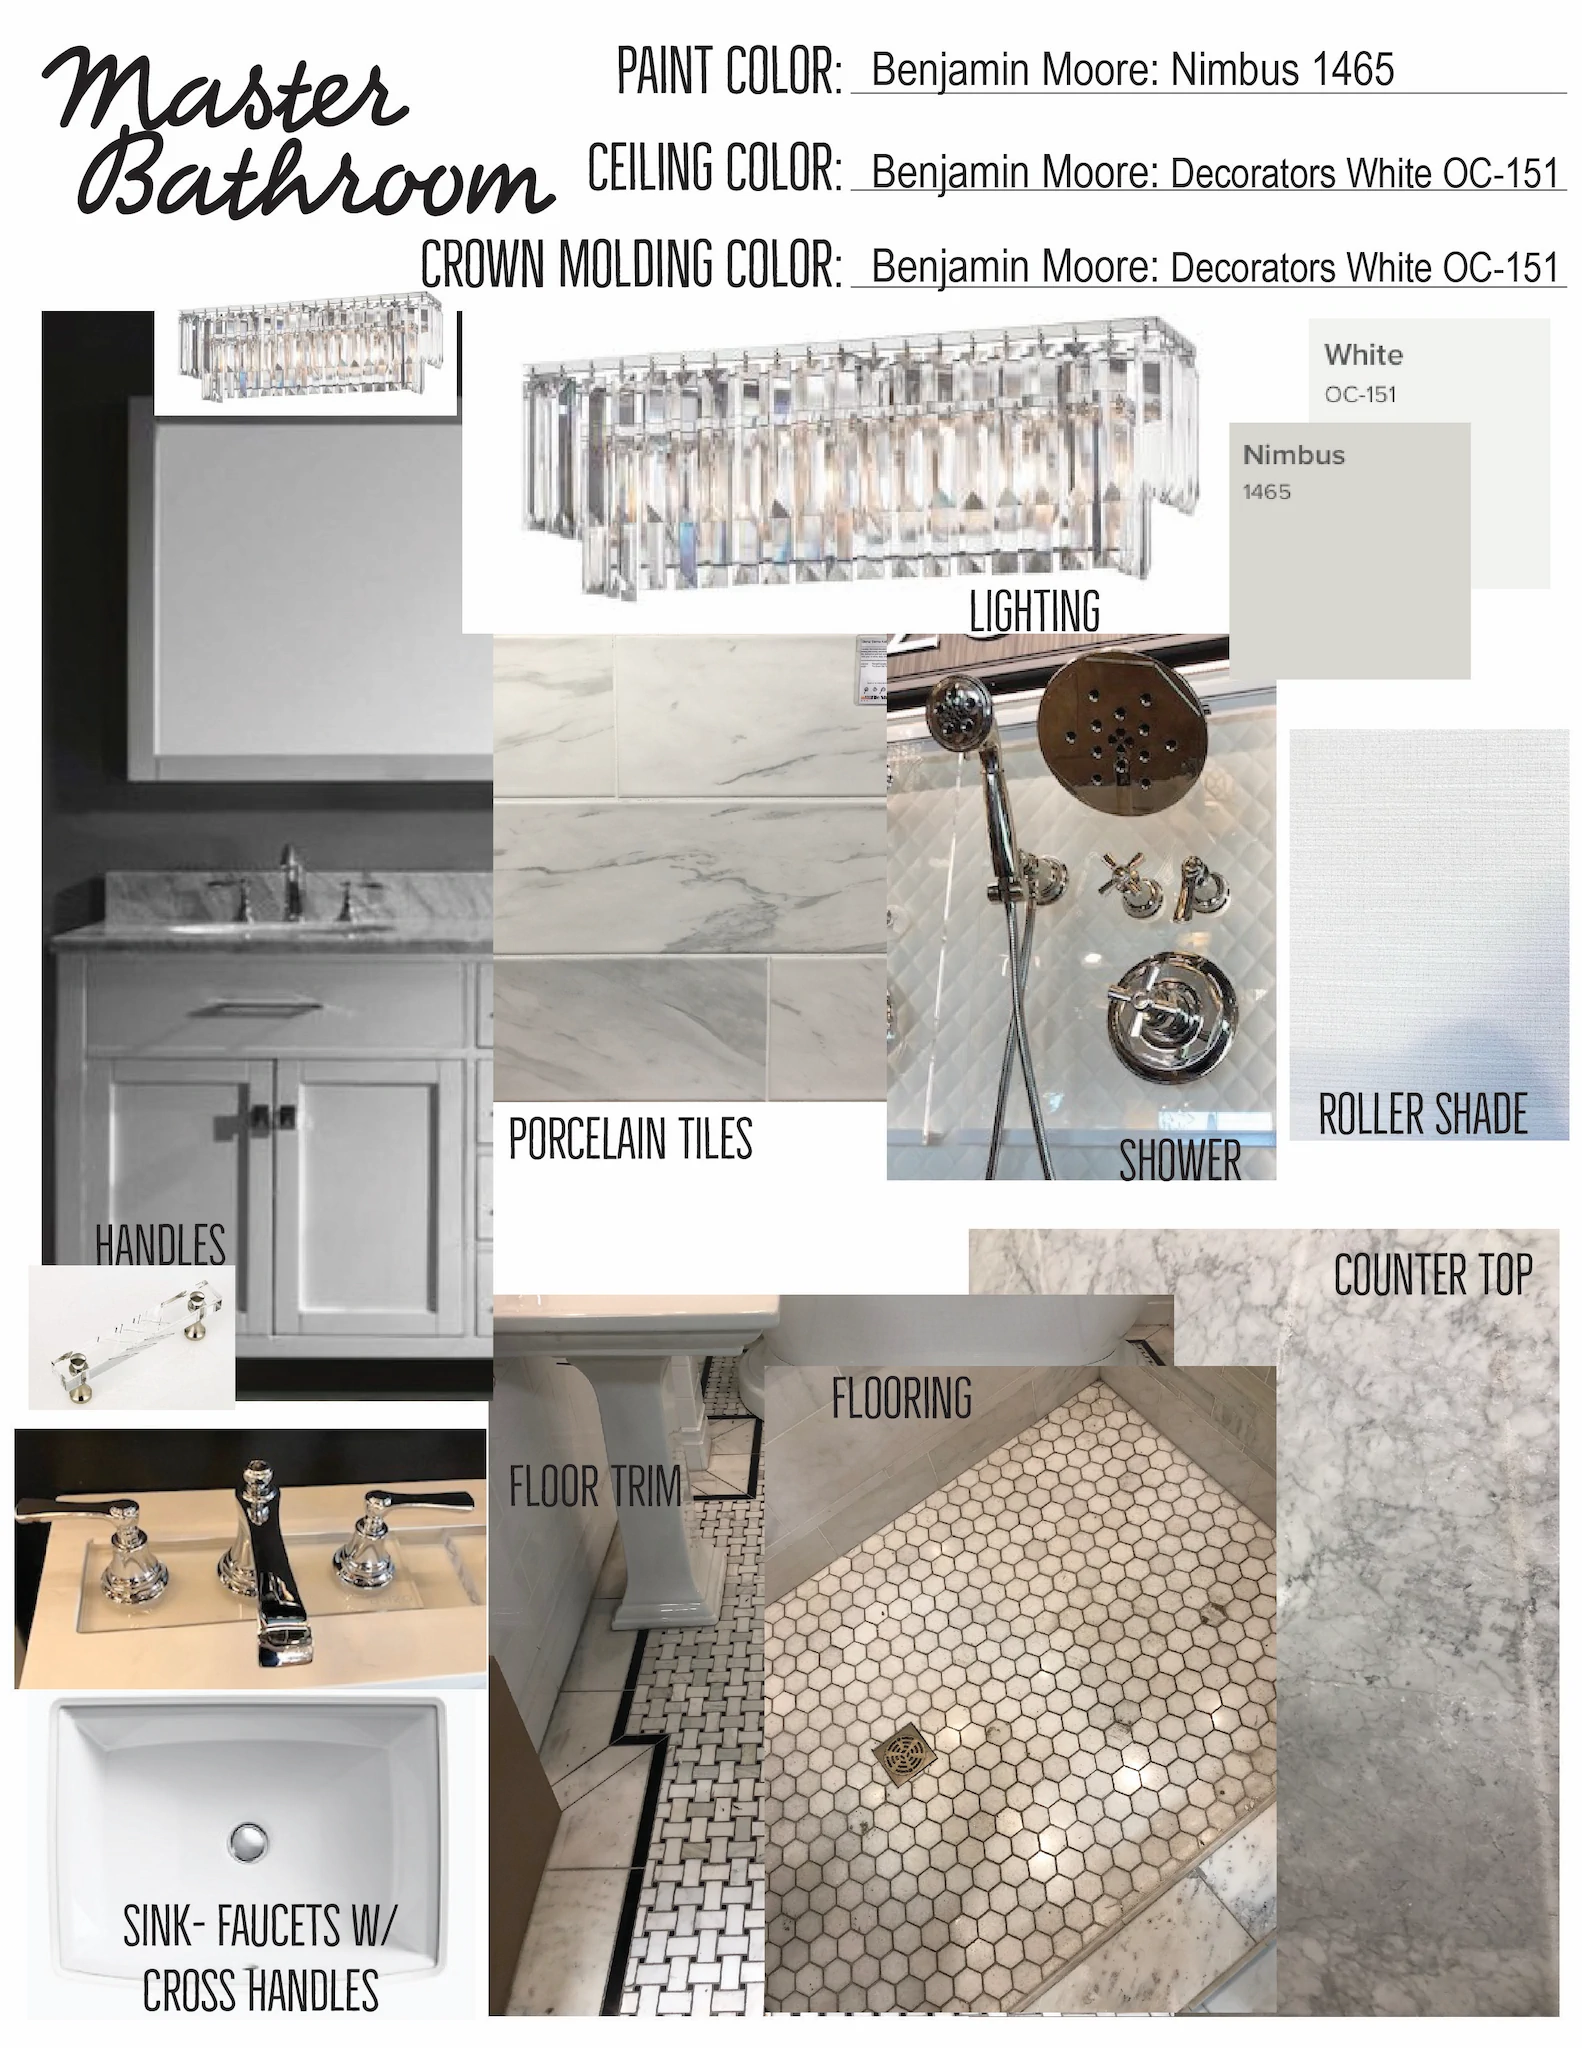 Master
Bathroom
PAINT COLOR: Benjamin Moore: Nimbus 1465
CEILING COLOR: Benjamin Moore: Decorators White OC-151
CROWN MOLDING COLOR: Benjamin Moore: Decorators White OC-151
White
OC-151
Nimbus
1465
LIGHTING
PORCELAIN TILES
SHOWER
ROLLER SHADE
HANDLES
COUNTER TOP
FLOORING
FLOOR TRIM
SINK- FAUCETS W/
CROSS HANDLES